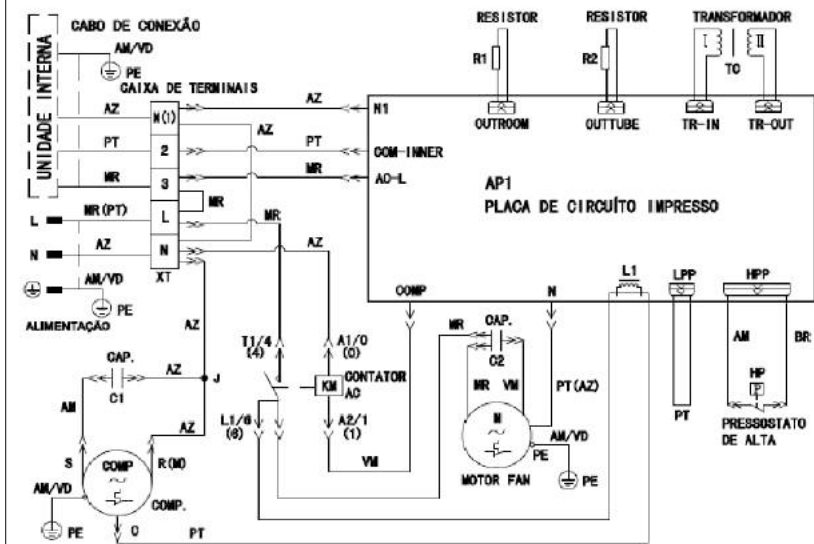 CABO DE CONEXÃO
RESISTOR
RESISTOR
TRANSFORMADOR
AM/VD
PE
R1
R2
I
II
TC
UNIDADE INTERNA
CAIXA DE TERMINAIS
AZ
N(1)
AZ
N1
OUTROOM
OUTTUBE
TR-IN
TR-OUT
AZ
PT
2
PT
COM-INNER
MR
3
MR
AC-L
AP1
PLACA DE CIRCUÍTO IMPRESSO
MR
L
MR(PT)
L
MR
N
AZ
N
AZ
XT
L1
LPP
HPP
AM/VD
PE
COMP
N
ALIMENTAÇÃO
AZ
T1/4
(4)
A1/0
(0)
MR
CAP.
C2
AM
BR
CAP.
C1
AZ
J
KM
CONTATOR
AC
MR
VM
PT(AZ)
HP
P
AM
L1/6
(6)
A2/1
(1)
M
PT
PRESSOSTATO
DE ALTA
AZ
S
R(M)
COMP
VM
AM/VD
PE
MOTOR FAN
PE
AM/VD
COMP.
PE
C
PT